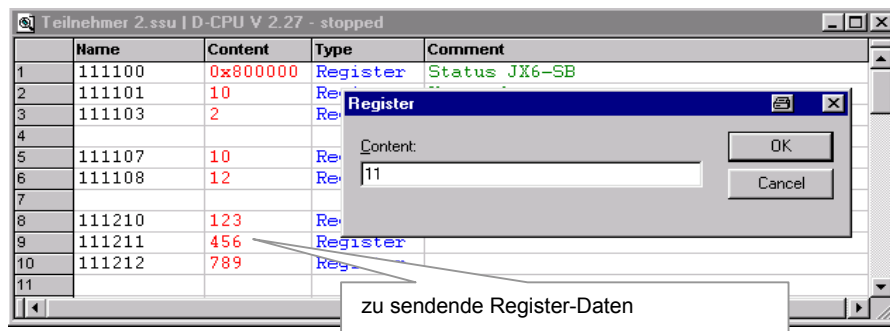 Teilnehmer 2.ssu | D-CPU V 2.27 - stopped
Name Content Type Comment
1 111100 0x800000 Register Status JX6-SB
2 111101 10
3 111103 2
4
5 111107 10
6 111108 12
7
8 111210 123
9 111211 456 Register
10 111212 789
11
Register
Content:
11
OK
Cancel
zu sendende Register-Daten